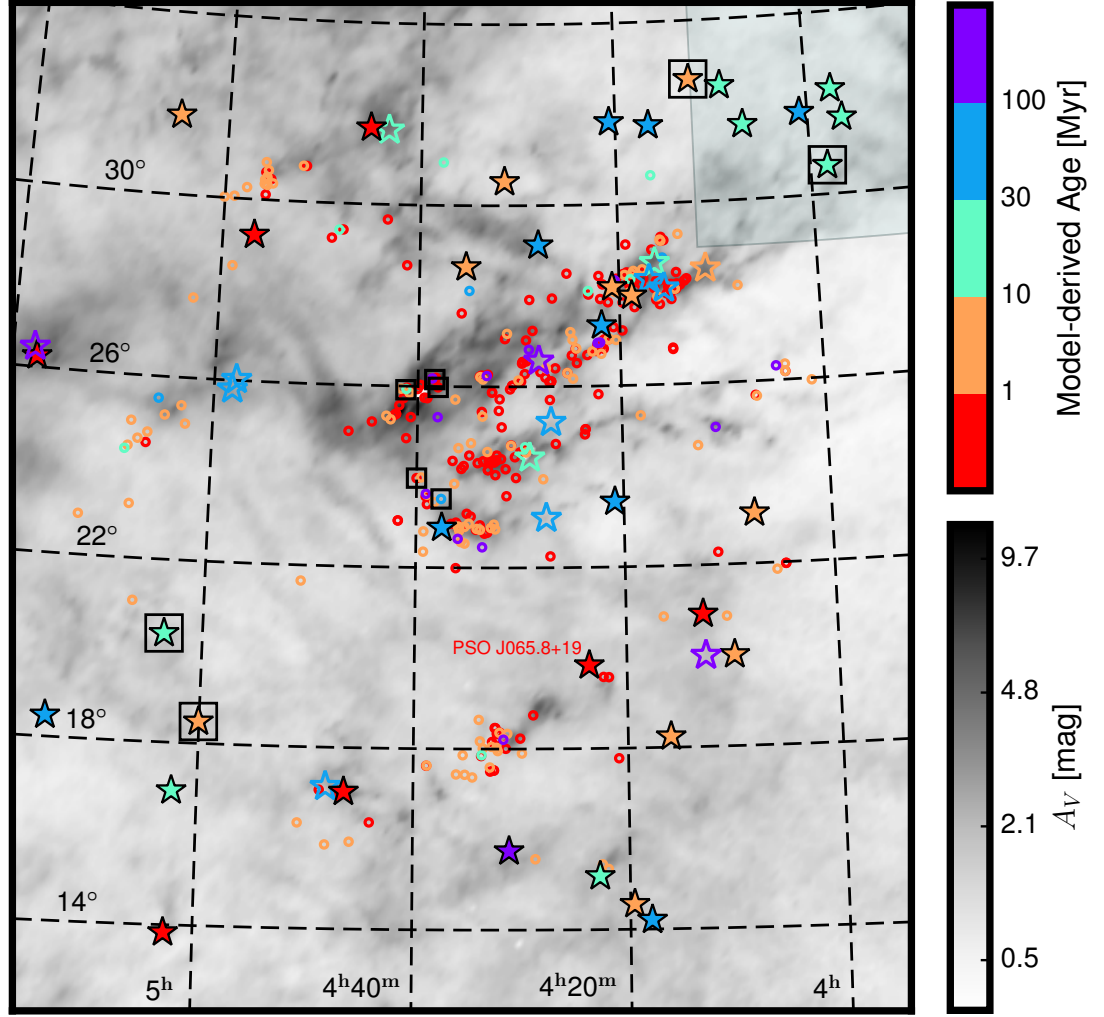 30°
26°
22°
PSO J065.8+19
18°
14°
5ʰ
4ʰ40ᵐ
4ʰ20ᵐ
4ʰ
100
30
10
1
Model-derived Age [Myr]
9.7
4.8
2.1
0.5
A_V [mag]